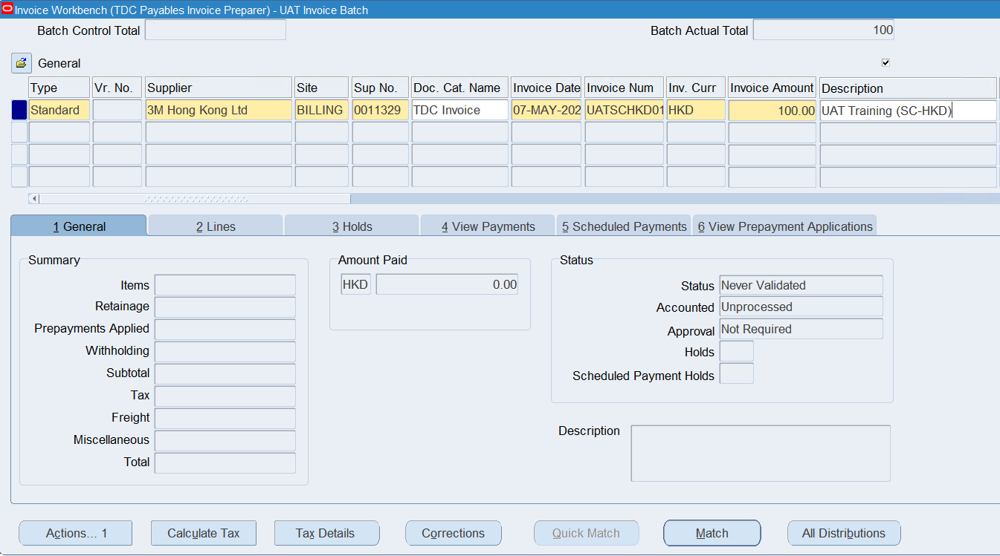 Invoice Workbench (TDC Payables Invoice Preparer) - UAT Invoice Batch
Batch Control Total Batch Actual Total 100
General
Type Vr. No. Supplier Site Sup No. Doc. Cat. Name Invoice Date Invoice Num Inv. Curr Invoice Amount Description
Standard 3M Hong Kong Ltd BILLING 0011329 TDC Invoice 07-MAY-202 UATSCHKD01 HKD 100.00 UAT Training (SC-HKD)
1 General 2 Lines 3 Holds 4 View Payments 5 Scheduled Payments 6 View Prepayment Applications
Summary
Items
Retainage
Prepayments Applied
Withholding
Subtotal
Tax
Freight
Miscellaneous
Total
Amount Paid
HKD 0.00
Status
Status Never Validated
Accounted Unprocessed
Approval Not Required
Holds
Scheduled Payment Holds
Description
Actions... 1 Calculate Tax Tax Details Corrections Quick Match Match All Distributions